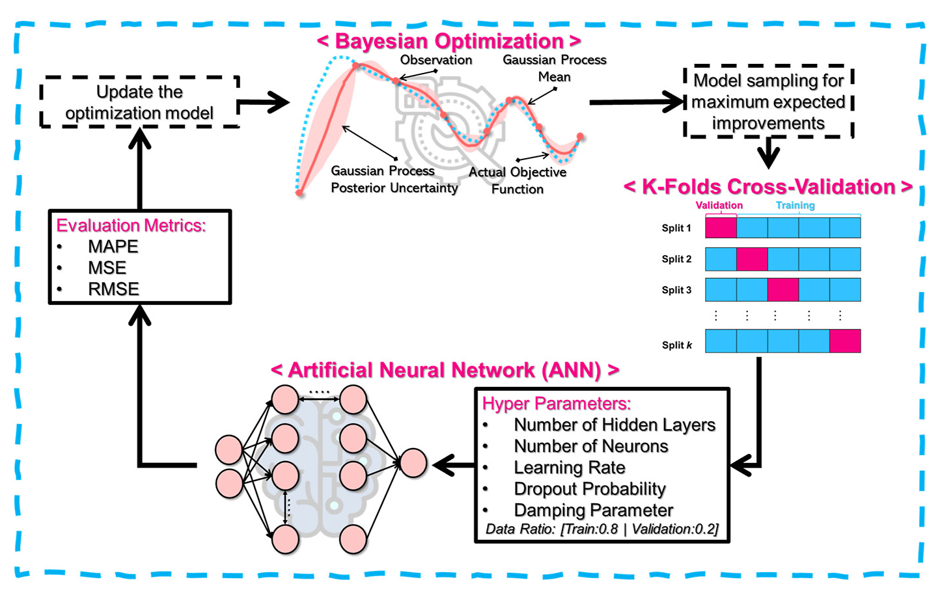 < Bayesian Optimization >
Update the
optimization model
Observation
Gaussian Process
Mean
Gaussian Process
Posterior Uncertainty
Actual Objective
Function
Model sampling for
maximum expected
improvements
< K-Folds Cross-Validation >
Validation
Training
Split 1
Split 2
Split 3
Split k
Evaluation Metrics:
• MAPE
• MSE
• RMSE
< Artificial Neural Network (ANN) >
Hyper Parameters:
• Number of Hidden Layers
• Number of Neurons
• Learning Rate
• Dropout Probability
• Damping Parameter
Data Ratio: [Train:0.8 | Validation:0.2]